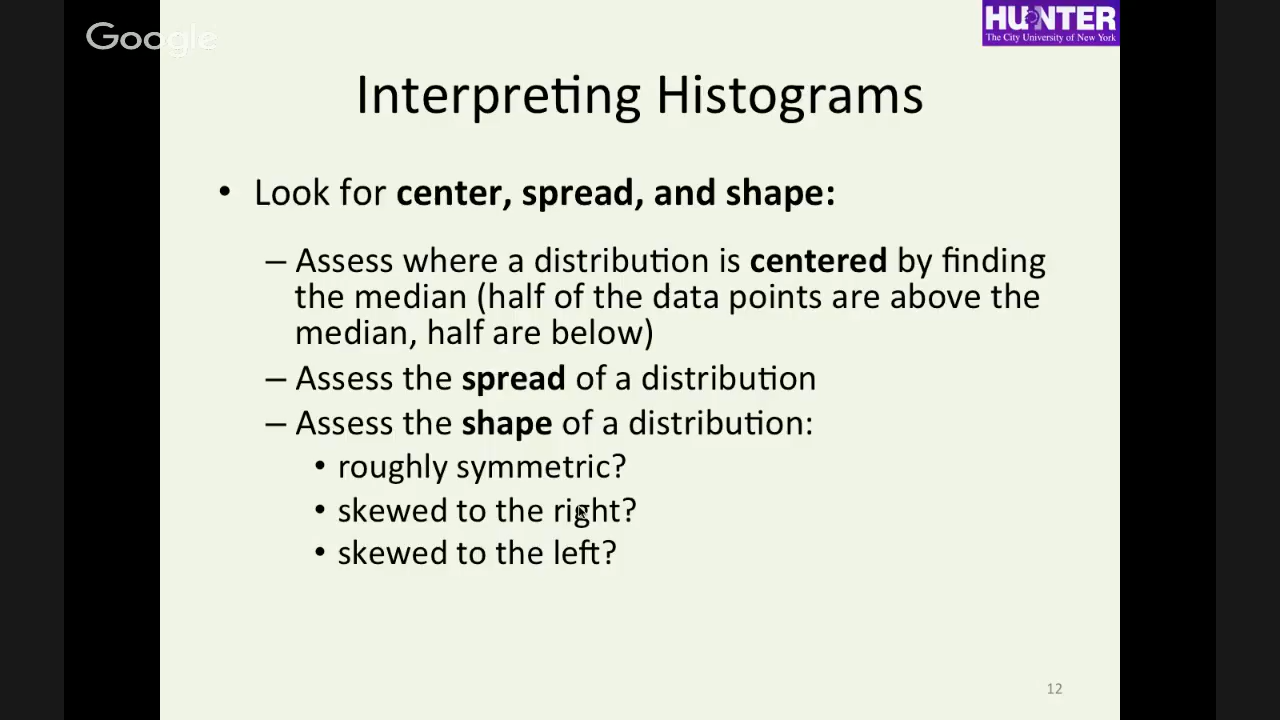 Google
HUNTER
The City University of New York
Interpreting Histograms
• Look for center, spread, and shape:
– Assess where a distribution is centered by finding
the median (half of the data points are above the
median, half are below)
– Assess the spread of a distribution
– Assess the shape of a distribution:
• roughly symmetric?
• skewed to the right?
• skewed to the left?
12